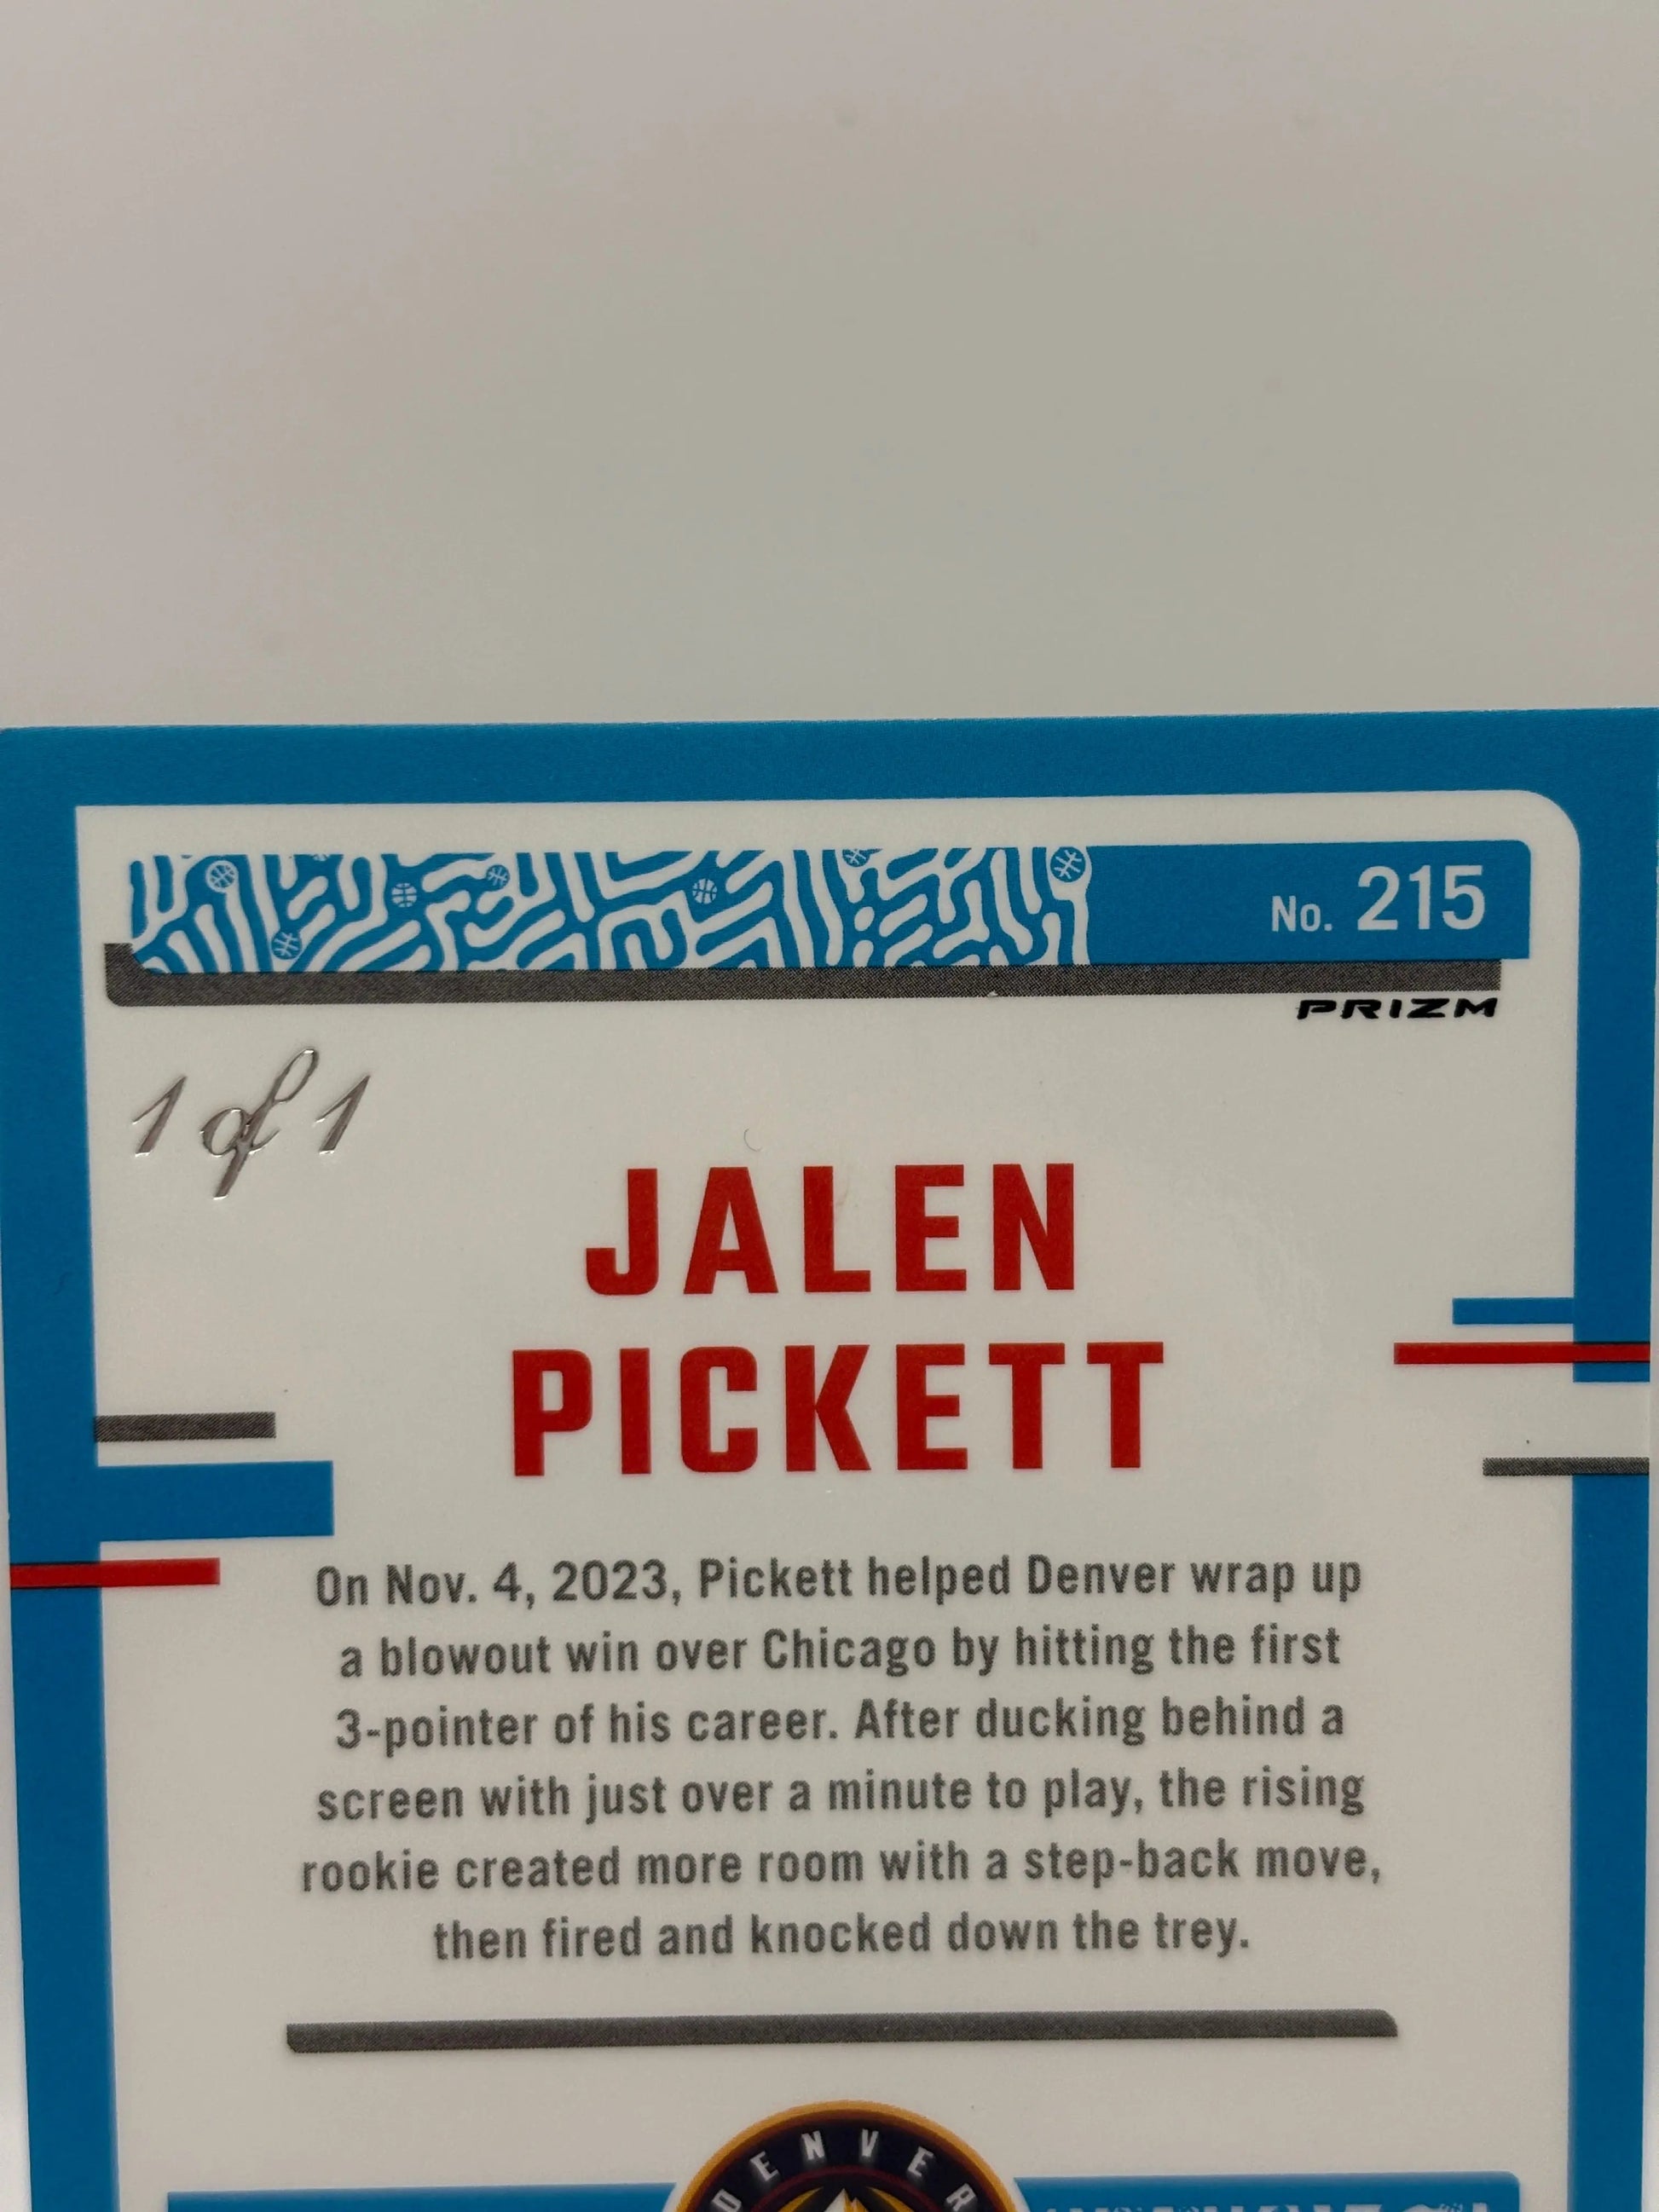 No. 215
PRIZM
1 of 1
JALEN
PICKETT
On Nov. 4, 2023, Pickett helped Denver wrap up
a blowout win over Chicago by hitting the first
3-pointer of his career. After ducking behind a
screen with just over a minute to play, the rising
rookie created more room with a step-back move,
then fired and knocked down the trey.
DENVER